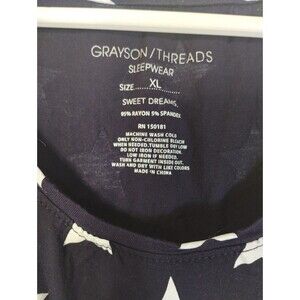 GRAYSON/THREADS
SLEEPWEAR
SIZE........XL........
SWEET DREAMS.
95% RAYON 5% SPANDEX
RN 150181
MACHINE WASH COLD
ONLY NON-CHLORINE BLEACH
WHEN NEEDED.TUMBLE DRY LOW
DO NOT IRON DECORATION.
LOW IRON IF NEEDED.
TURN GARMENT INSIDE OUT.
WASH AND DRY WITH LIKE COLORS
MADE IN CHINA